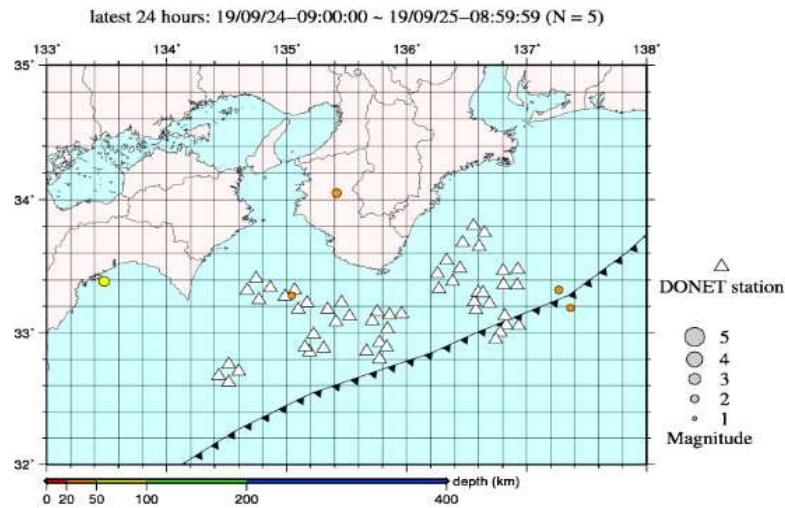 latest 24 hours: 19/09/24−09:00:00 ~ 19/09/25−08:59:59 (N = 5)
133˚ 134˚ 135˚ 136˚ 137˚ 138˚
35˚
34˚
33˚
32˚
DONET station
5
4
3
2
1
Magnitude
depth (km)
0 20 50 100 200 400